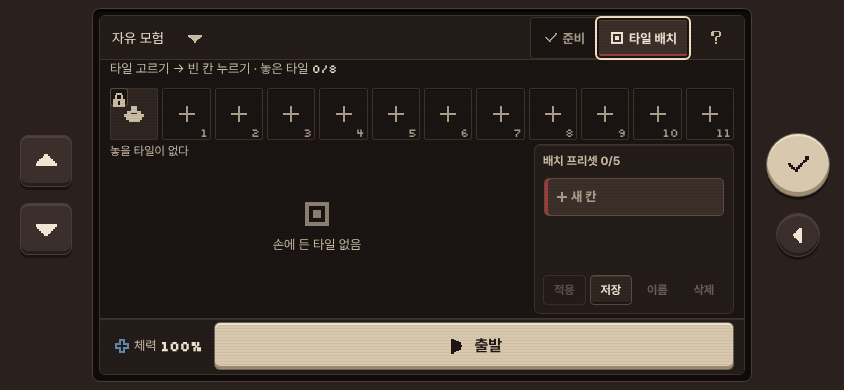 자유 모험
준비
타일 배치
?
타일 고르기 → 빈 칸 누르기 · 놓은 타일 0/8
1 2 3 4 5 6 7 8 9 10 11
놓을 타일이 없다
손에 든 타일 없음
배치 프리셋 0/5
+ 새 칸
적용 저장 이름 삭제
체력 100%
출발